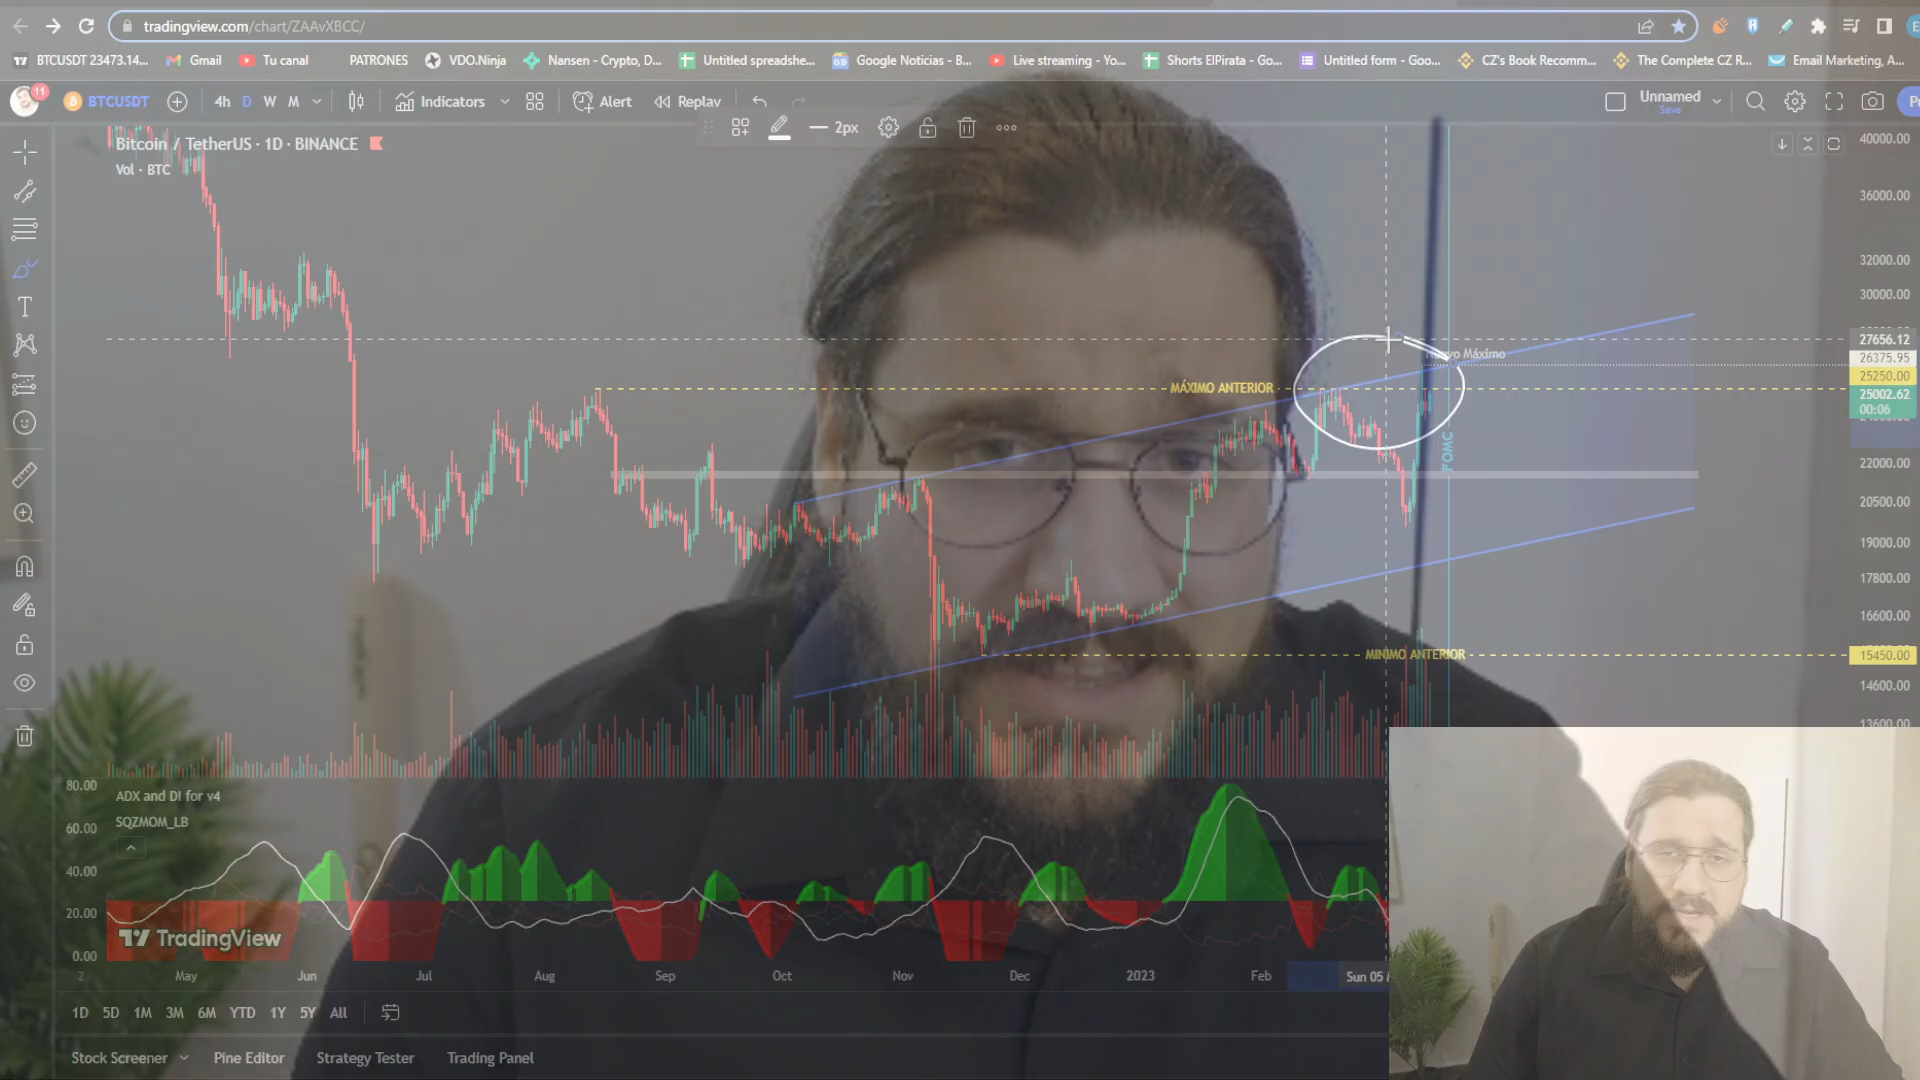 tradingview.com/chart/ZAAvXBCC/
BTCUSDT 23473.14... Gmail Tu canal PATRONES VDO.Ninja Nansen - Crypto, D... Untitled spreadshe... Google Noticias - B... Live streaming - Yo... Shorts ElPirata - Go... Untitled form - Goo... CZ's Book Recomm... The Complete CZ R... Email Marketing, A...
11 BTCUSDT 4h D W M Indicators Alert Replay Unnamed
Save
2px
Bitcoin / TetherUS · 1D · BINANCE
Vol · BTC
40000.00
36000.00
32000.00
30000.00
27656.12
Nuevo Máximo 26375.95
25250.00
MÁXIMO ANTERIOR
25002.62
00:06
FOMC
22000.00
20500.00
19000.00
17800.00
16600.00
MINIMO ANTERIOR 15450.00
14600.00
13600.00
80.00
ADX and DI for v4
SQZMOM_LB
60.00
40.00
20.00
TradingView
0.00
2 May Jun Jul Aug Sep Oct Nov Dec 2023 Feb Sun 05
1D 5D 1M 3M 6M YTD 1Y 5Y All
Stock Screener Pine Editor Strategy Tester Trading Panel